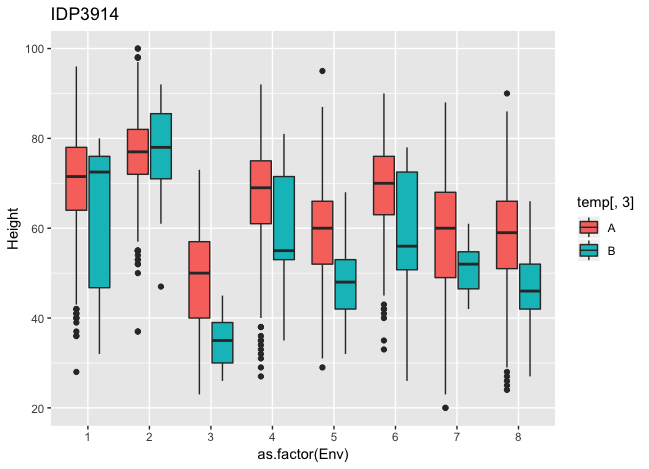 IDP3914
100
80
60
40
20
Height
1 2 3 4 5 6 7 8
as.factor(Env)
temp[, 3]
A
B